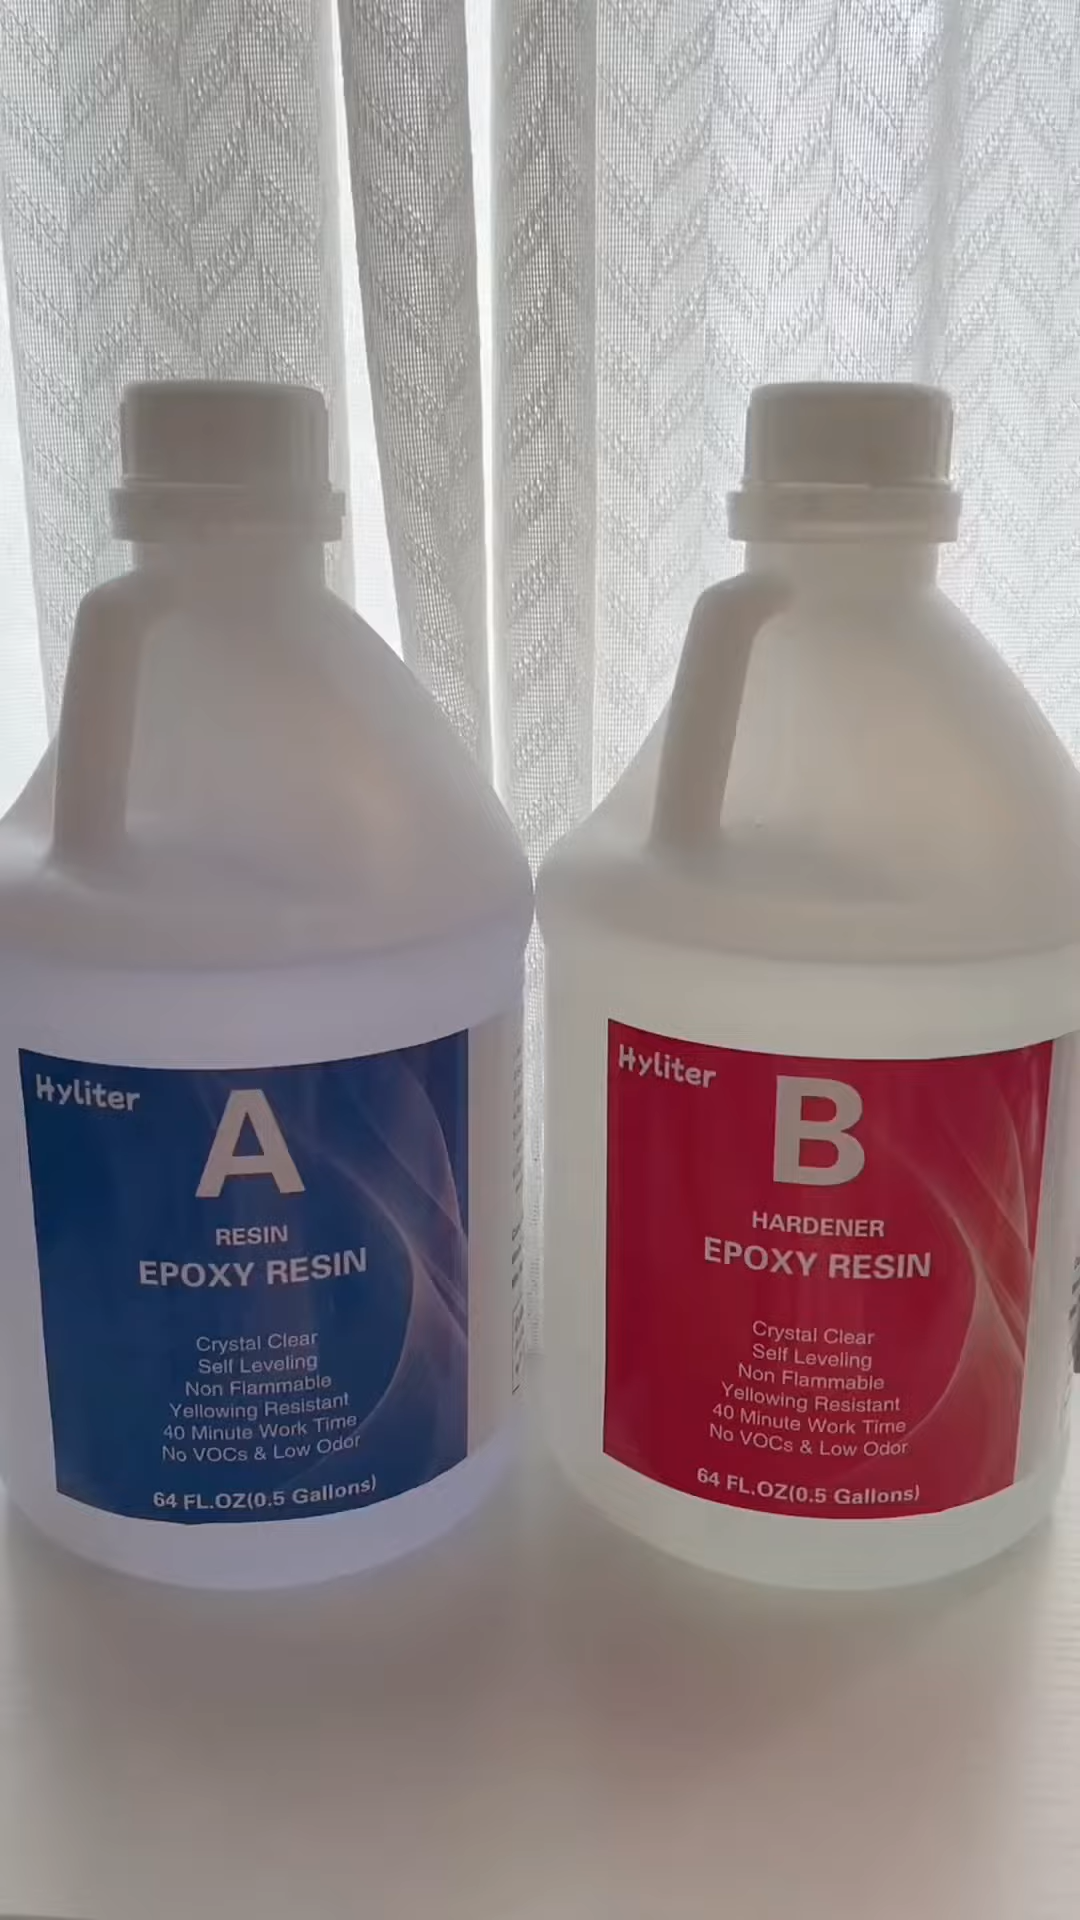 Hyliter
A
RESIN
EPOXY RESIN
Crystal Clear
Self Leveling
Non Flammable
Yellowing Resistant
40 Minute Work Time
No VOCs & Low Odor
64 FL.OZ(0.5 Gallons)
Hyliter
B
HARDENER
EPOXY RESIN
Crystal Clear
Self Leveling
Non Flammable
Yellowing Resistant
40 Minute Work Time
No VOCs & Low Odor
64 FL.OZ(0.5 Gallons)